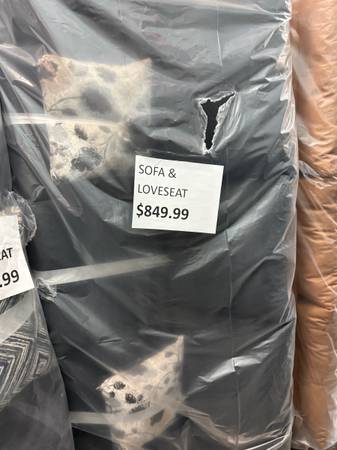 SOFA &
LOVESEAT
$849.99
EAT
.99